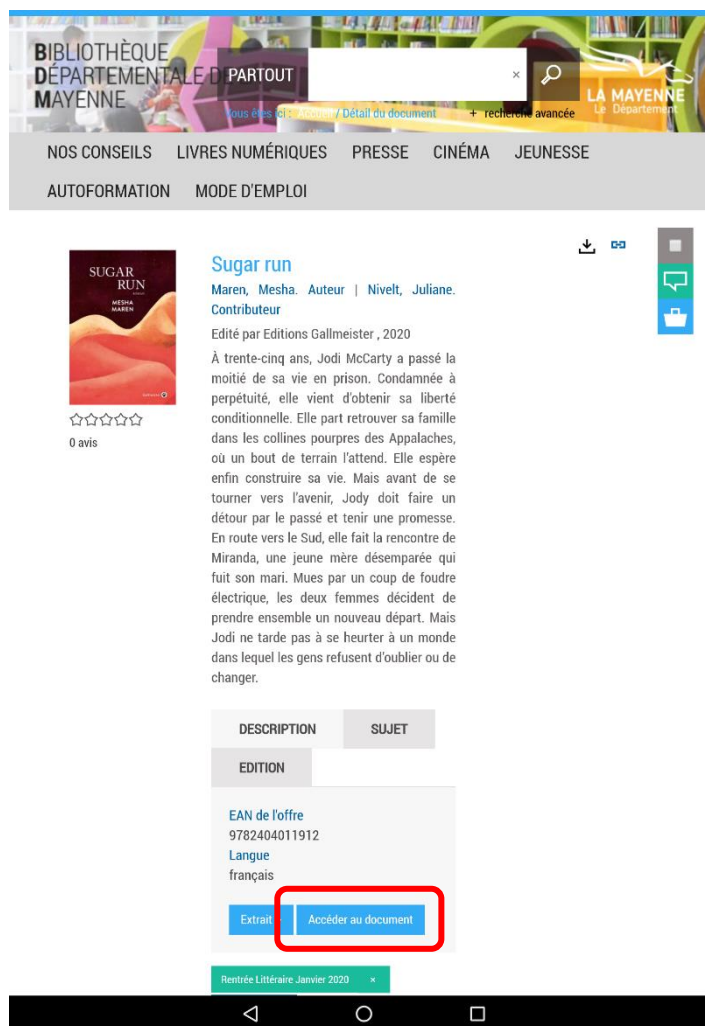 BIBLIOTHÈQUE
DÉPARTEMENTALE D
MAYENNE
PARTOUT
×
LA MAYENNE
Le Département
Vous êtes ici : Accueil / Détail du document
+ recherche avancée
NOS CONSEILS LIVRES NUMÉRIQUES PRESSE CINÉMA JEUNESSE
AUTOFORMATION MODE D'EMPLOI
SUGAR
RUN
MESHA
MAREN
0 avis
Sugar run
Maren, Mesha. Auteur | Nivelt, Juliane.
Contributeur
Edité par Editions Gallmeister , 2020
À trente-cinq ans, Jodi McCarty a passé la
moitié de sa vie en prison. Condamnée à
perpétuité, elle vient d'obtenir sa liberté
conditionnelle. Elle part retrouver sa famille
dans les collines pourpres des Appalaches,
où un bout de terrain l'attend. Elle espère
enfin construire sa vie. Mais avant de se
tourner vers l'avenir, Jody doit faire un
détour par le passé et tenir une promesse.
En route vers le Sud, elle fait la rencontre de
Miranda, une jeune mère désemparée qui
fuit son mari. Mues par un coup de foudre
électrique, les deux femmes décident de
prendre ensemble un nouveau départ. Mais
Jodi ne tarde pas à se heurter à un monde
dans lequel les gens refusent d'oublier ou de
changer.
DESCRIPTION SUJET
EDITION
EAN de l'offre
9782404011912
Langue
français
Extrait Accéder au document
Rentrée Littéraire Janvier 2020 ×